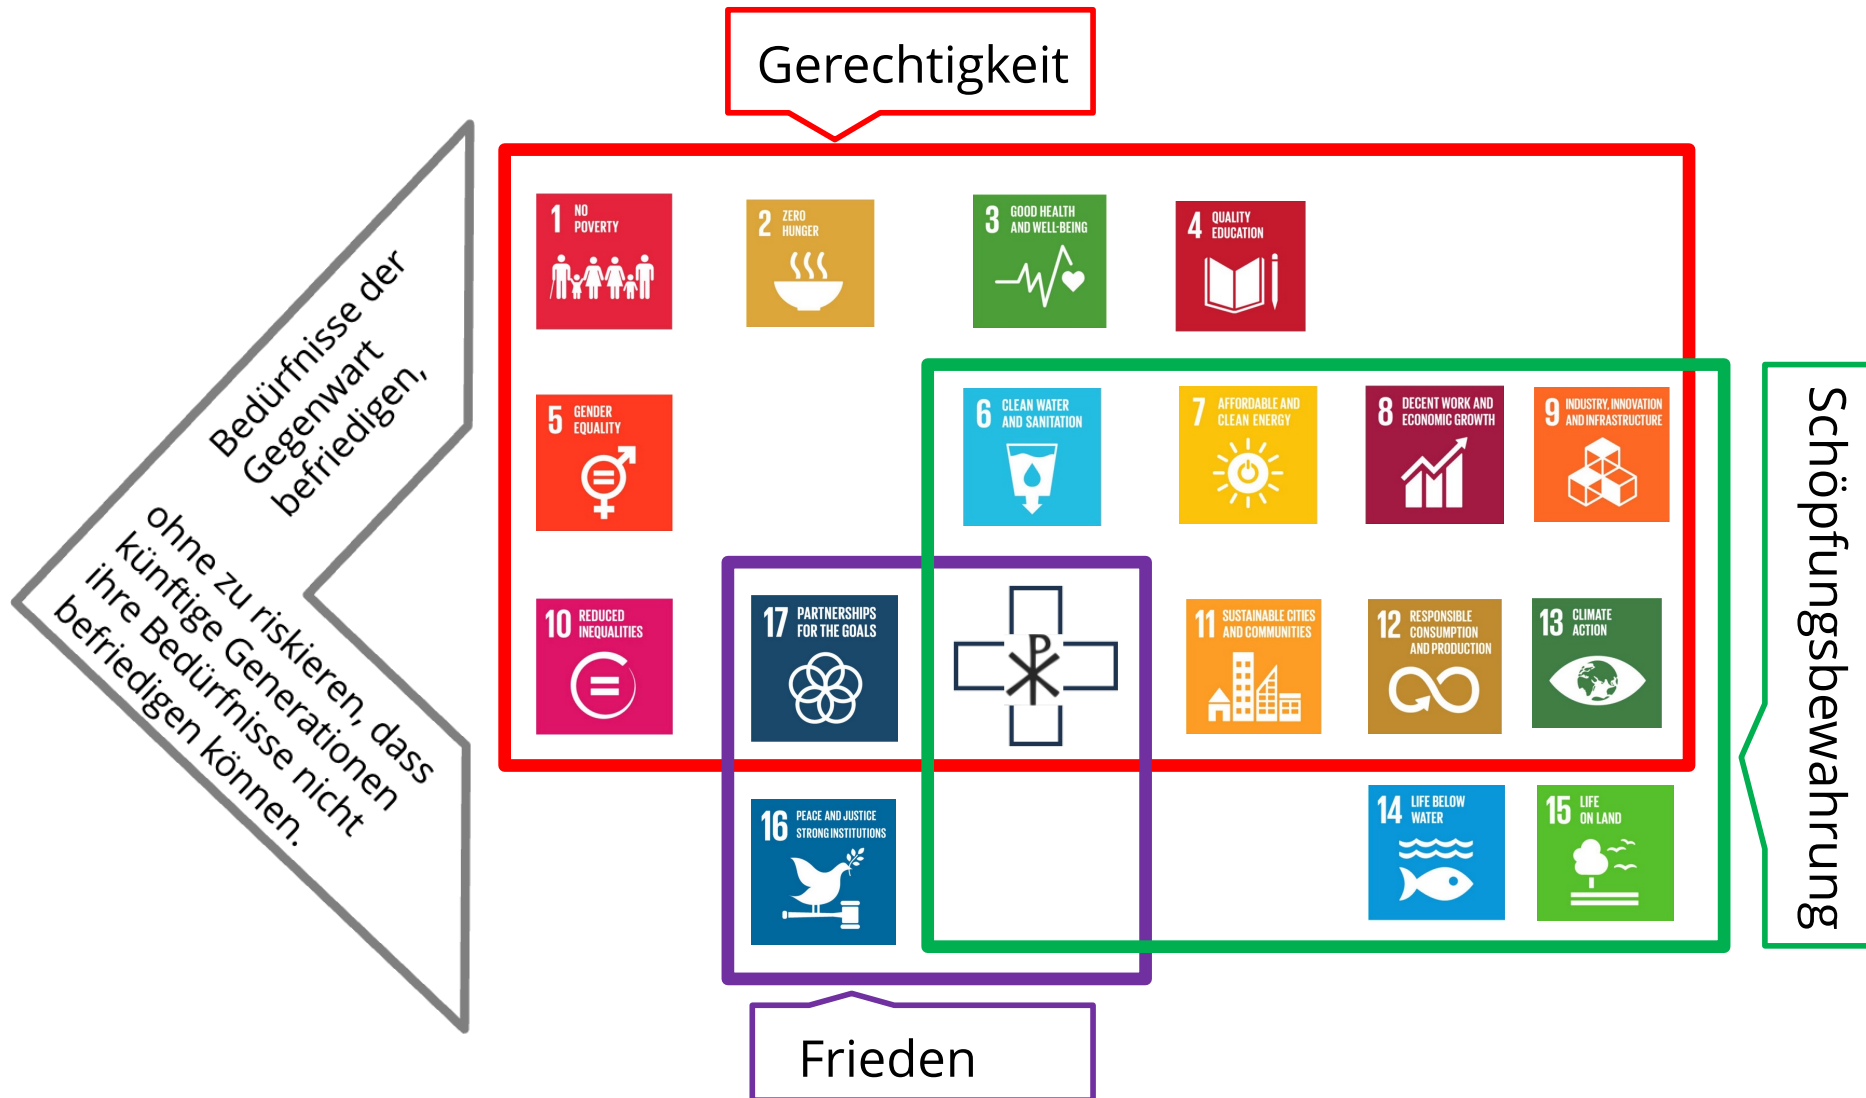 Gerechtigkeit
Bedürfnisse der
Gegenwart
befriedigen,
ohne zu riskieren, dass
künftige Generationen
ihre Bedürfnisse nicht
befriedigen können.
1 NO
POVERTY
2 ZERO
HUNGER
3 GOOD HEALTH
AND WELL-BEING
4 QUALITY
EDUCATION
5 GENDER
EQUALITY
6 CLEAN WATER
AND SANITATION
7 AFFORDABLE AND
CLEAN ENERGY
8 DECENT WORK AND
ECONOMIC GROWTH
9 INDUSTRY, INNOVATION
AND INFRASTRUCTURE
10 REDUCED
INEQUALITIES
17 PARTNERSHIPS
FOR THE GOALS
11 SUSTAINABLE CITIES
AND COMMUNITIES
12 RESPONSIBLE
CONSUMPTION
AND PRODUCTION
13 CLIMATE
ACTION
16 PEACE AND JUSTICE
STRONG INSTITUTIONS
14 LIFE BELOW
WATER
15 LIFE
ON LAND
Schöpfungsbewahrung
Frieden